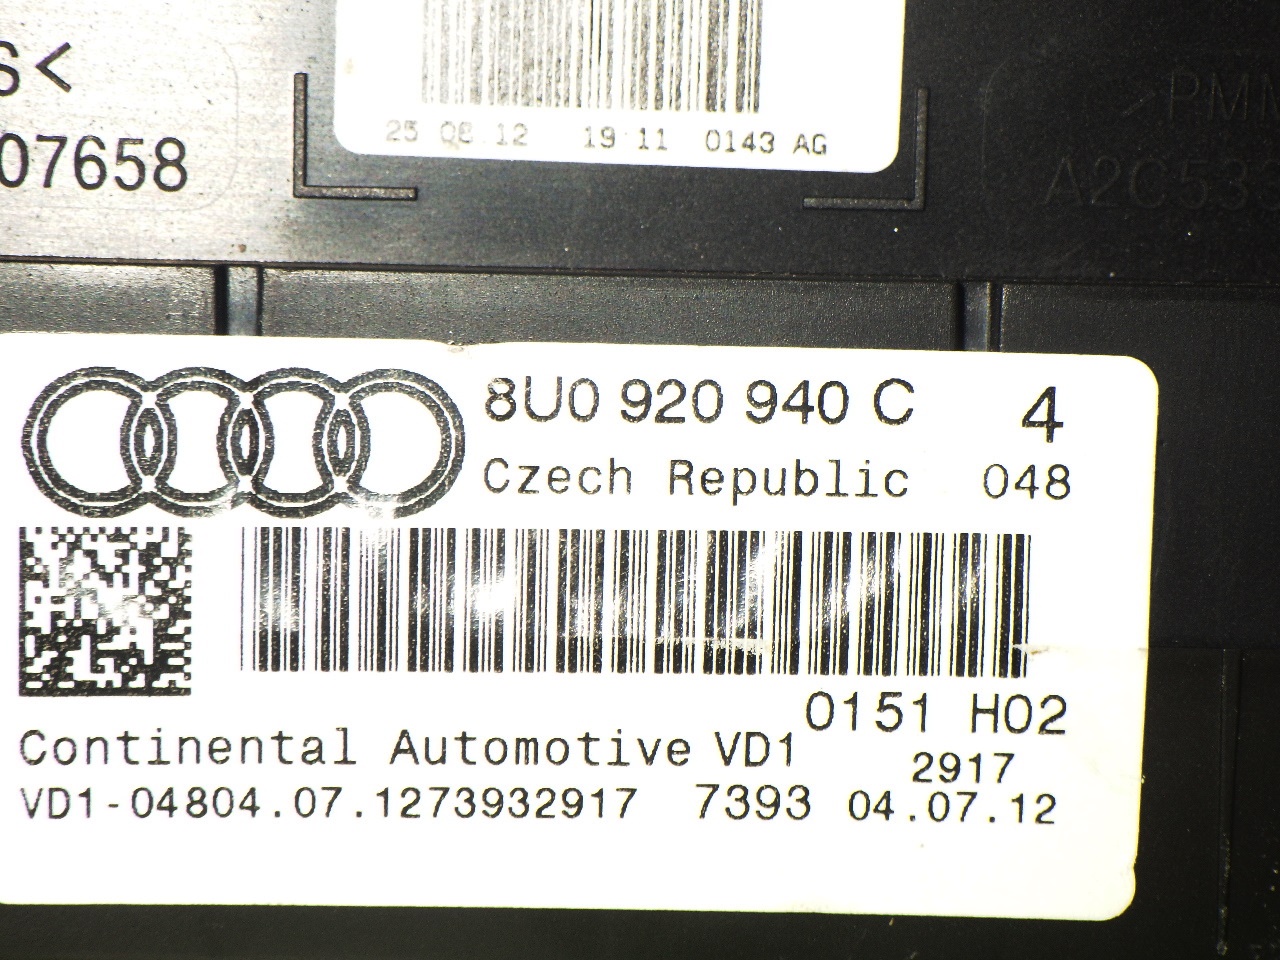 S<
07658
25 08 12 19 11 0143 AG
>PMM
A2C533
8U0 920 940 C 4
Czech Republic 048
0151 H02
Continental Automotive VD1 2917
VD1-04804.07.1273932917 7393 04.07.12